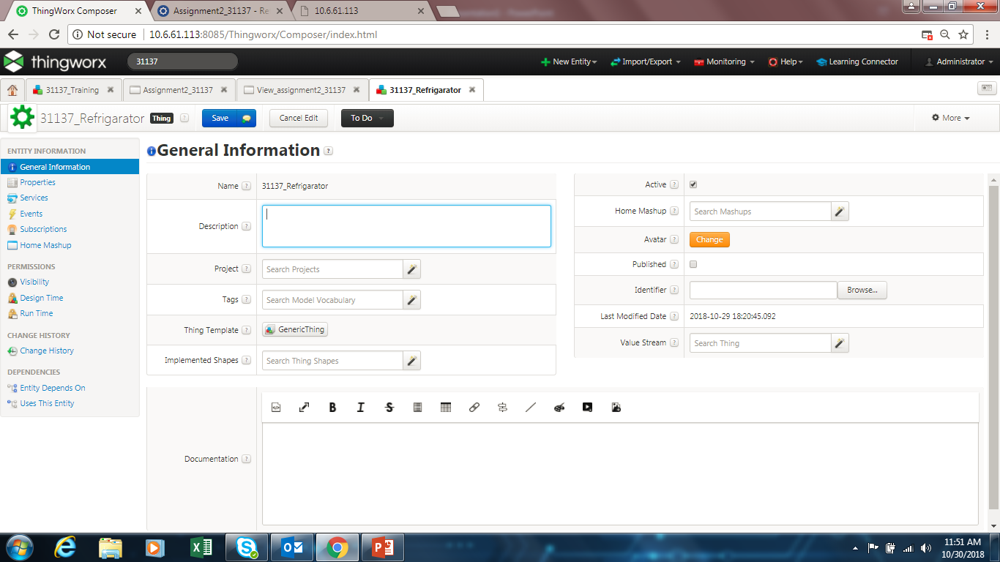 ThingWorx Composer
Assignment2_31137 - Re
10.6.61.113
Not secure
10.6.61.113:8085/Thingworx/Composer/index.html
thingworx
31137
New Entity
Import/Export
Monitoring
Help
Learning Connector
Administrator
31137_Training
Assignment2_31137
View_assignment2_31137
31137_Refrigarator
31137_Refrigarator
Thing
?
Save
Cancel Edit
To Do
More
ENTITY INFORMATION
General Information
Properties
Services
Events
Subscriptions
Home Mashup
PERMISSIONS
Visibility
Design Time
Run Time
CHANGE HISTORY
Change History
DEPENDENCIES
Entity Depends On
Uses This Entity
General Information ?
Name ? 31137_Refrigarator
Description ?
Project ? Search Projects
Tags ? Search Model Vocabulary
Thing Template ? GenericThing
Implemented Shapes ? Search Thing Shapes
Active ?
Home Mashup ? Search Mashups
Avatar ? Change
Published ?
Identifier ? Browse...
Last Modified Date ? 2018-10-29 18:20:45.092
Value Stream ? Search Thing
B I S
Documentation ?
11:51 AM
10/30/2018